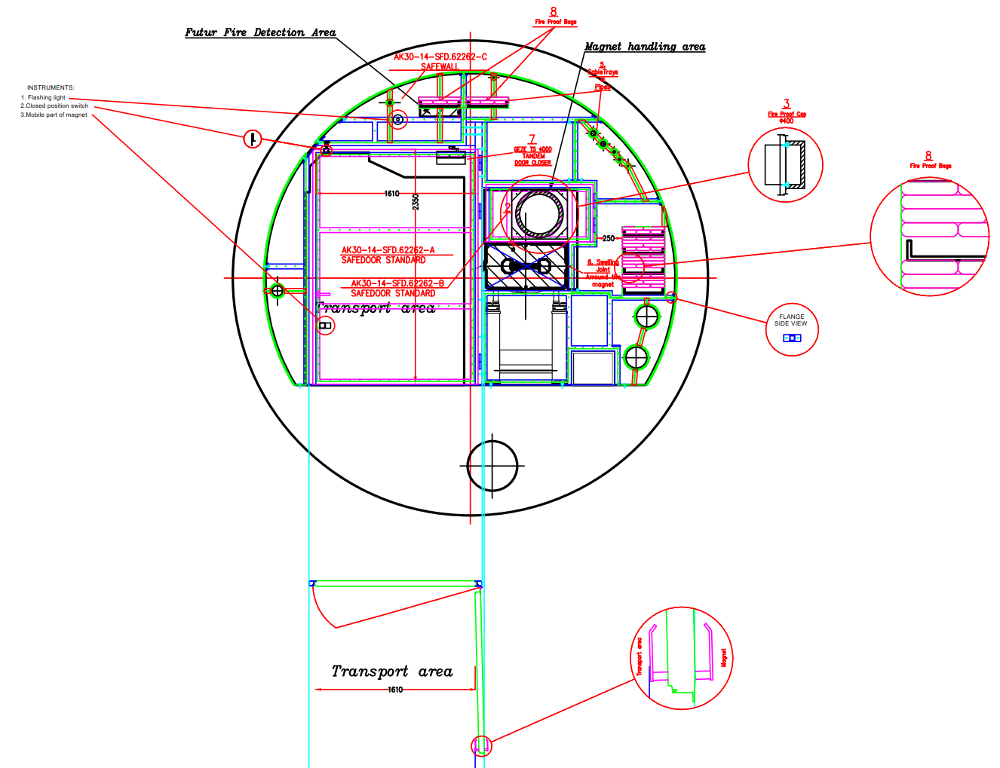 8
Fire Proof Bags
Futur Fire Detection Area
Magnet handling area
AK30-14-SFD.62262-C
SAFEWALL
5
CableTrays
&
Pipes
INSTRUMENTS:
1. Flashing light
2.Closed position switch
3.Mobile part of magnet
1
3
Fire Proof Cap
Φ400
7
GEZE TS 4000
TANDEM
DOOR CLOSER
8
Fire Proof Bags
1610
2350
2
250
AK30-14-SFD.62262-A
SAFEDOOR STANDARD
6. Swelling
Joint
Arround the
magnet
AK30-14-SFD.62262-B
SAFEDOOR STANDARD
Transport area
FLANGE
SIDE VIEW
Transport area
1610
Transport area
Magnet